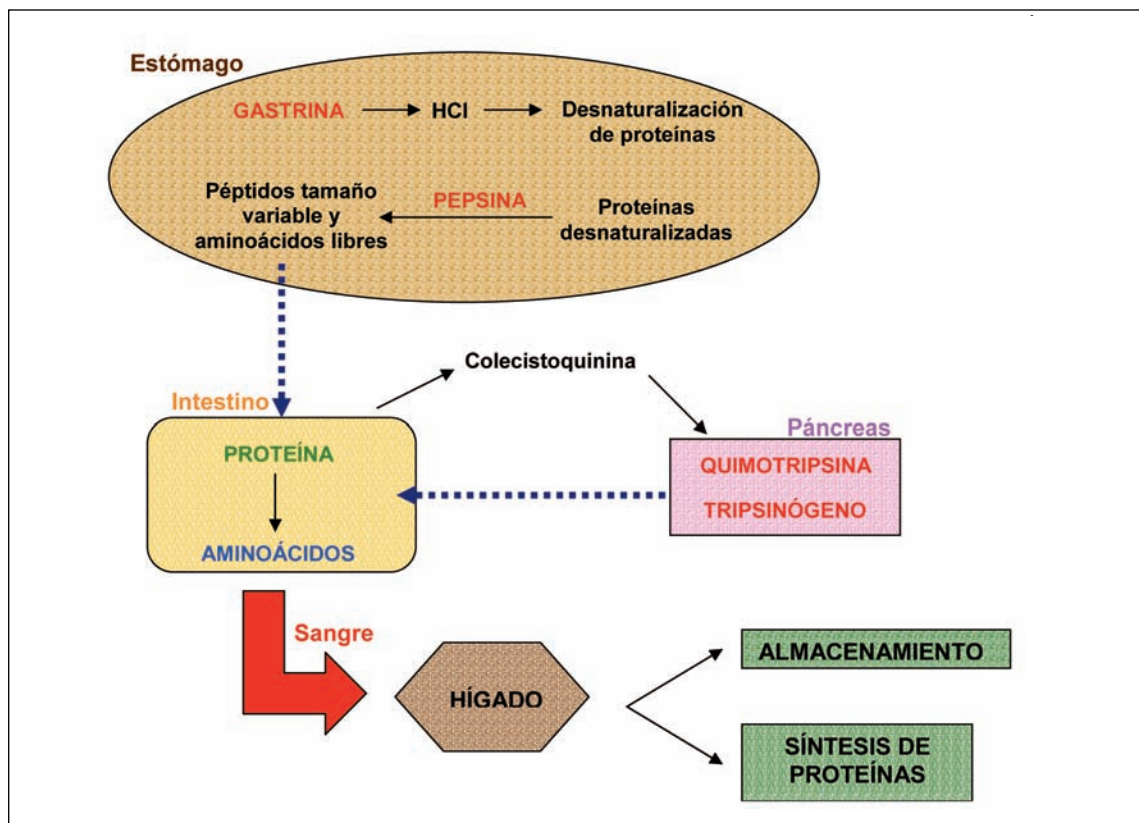 Estómago
GASTRINA
HCl
Desnaturalización
de proteínas
Péptidos tamaño
variable y
aminoácidos libres
PEPSINA
Proteínas
desnaturalizadas
Colecistoquinina
Intestino
PROTEÍNA
AMINOÁCIDOS
Páncreas
QUIMOTRIPSINA
TRIPSINÓGENO
Sangre
HÍGADO
ALMACENAMIENTO
SÍNTESIS DE
PROTEÍNAS